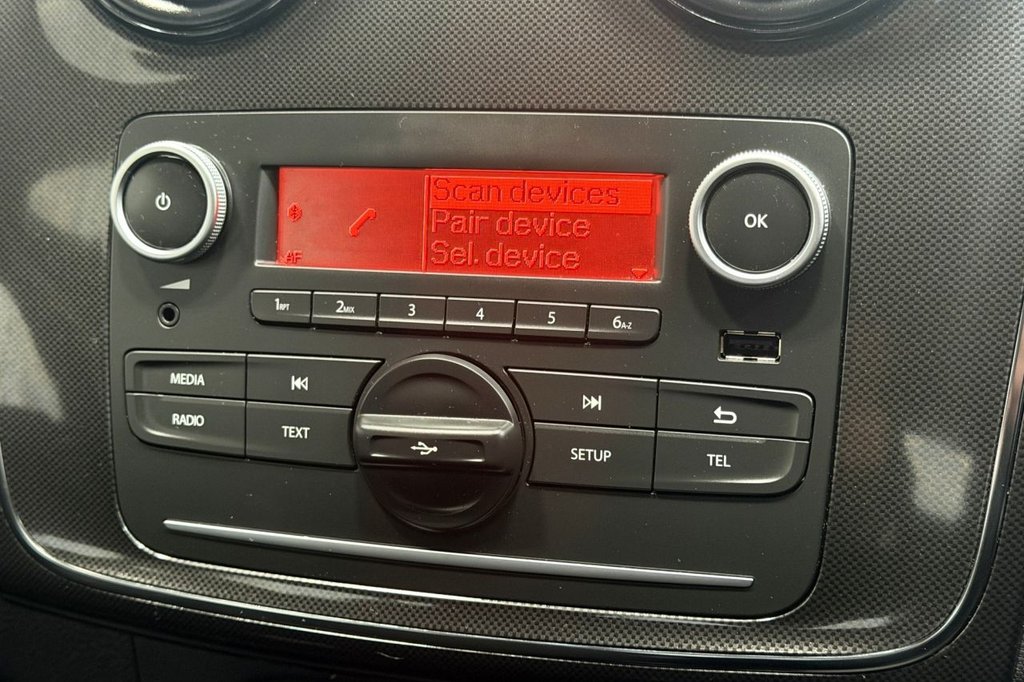 Scan devices
Pair device
Sel. device
AF
OK
1RPT 2MIX 3 4 5 6A-Z
MEDIA
RADIO
TEXT
SETUP
TEL